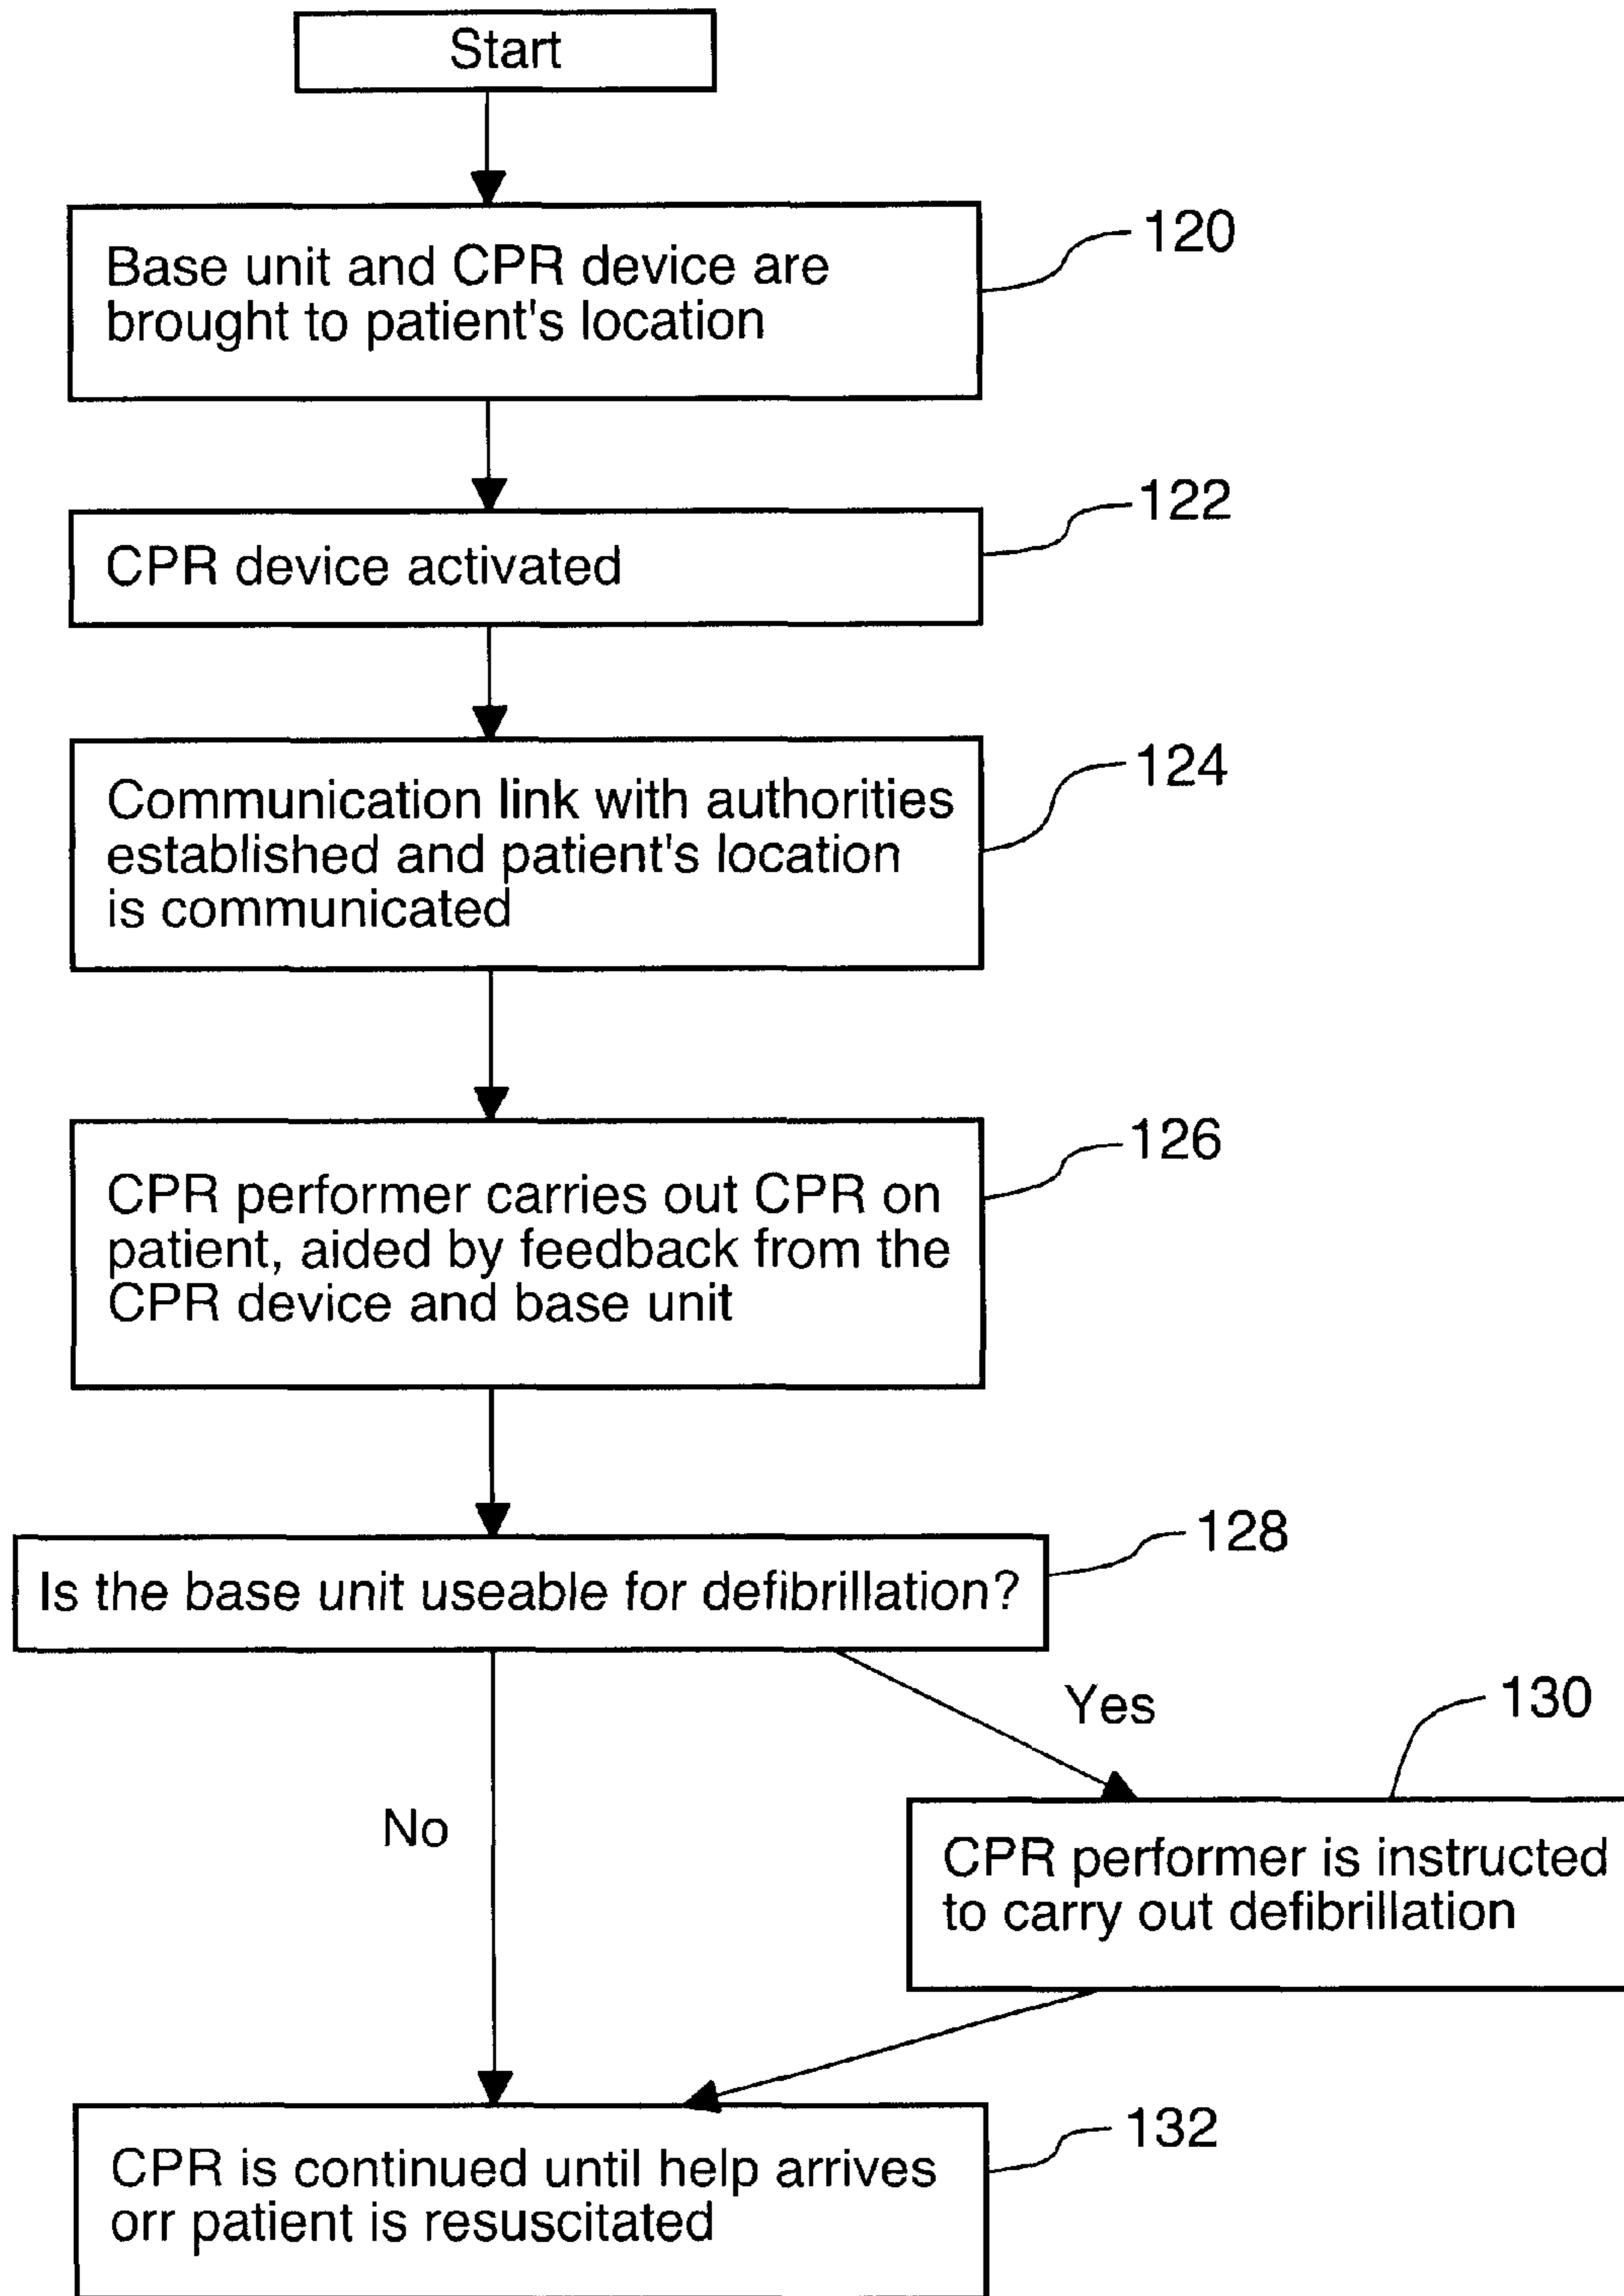 Start
Base unit and CPR device are
brought to patient's location
120
CPR device activated
122
Communication link with authorities
established and patient's location
is communicated
124
CPR performer carries out CPR on
patient, aided by feedback from the
CPR device and base unit
126
Is the base unit useable for defibrillation?
128
Yes
130
No
CPR performer is instructed
to carry out defibrillation
CPR is continued until help arrives
orr patient is resuscitated
132